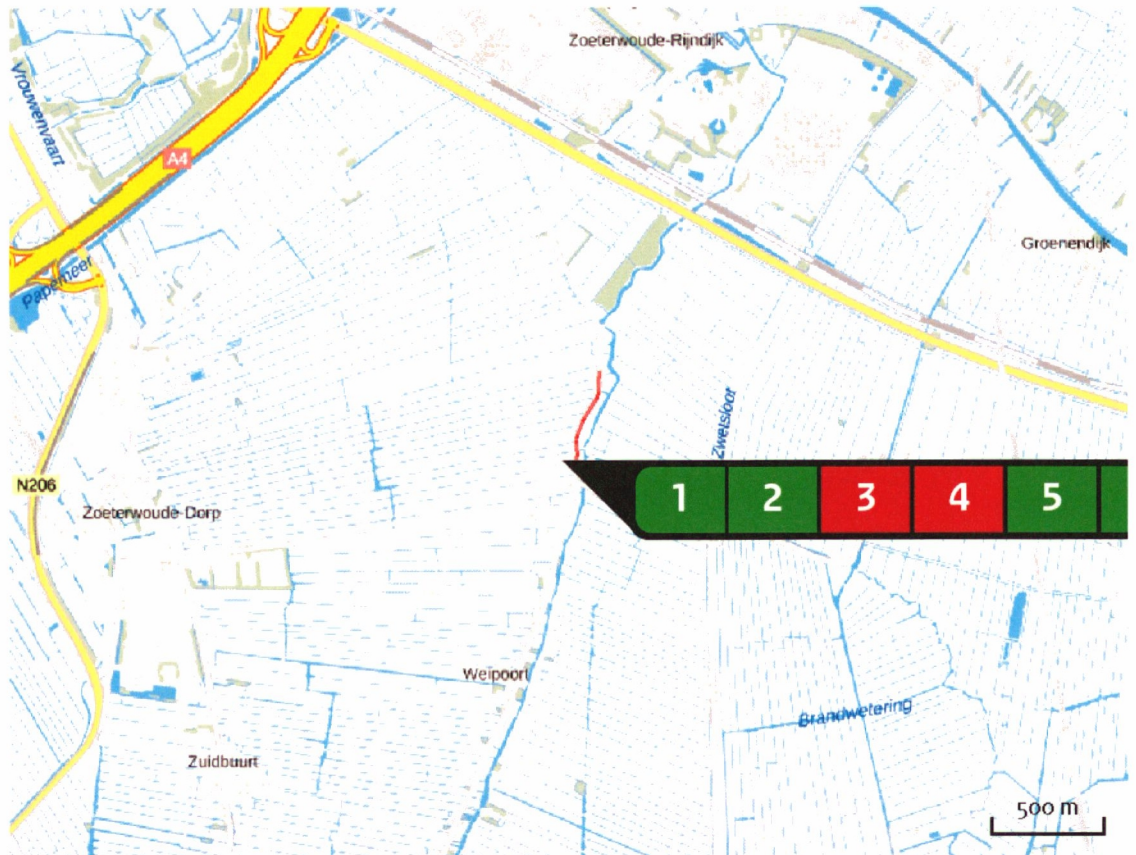 Zoeterwoude-Rijndijk
Vrouwenvaart
A4
Groenendijk
Papemeer
Zwetsloot
N206
1 2 3 4 5
Zoeterwoude-Dorp
Weipoort
Brandwetering
Zuidbuurt
500 m